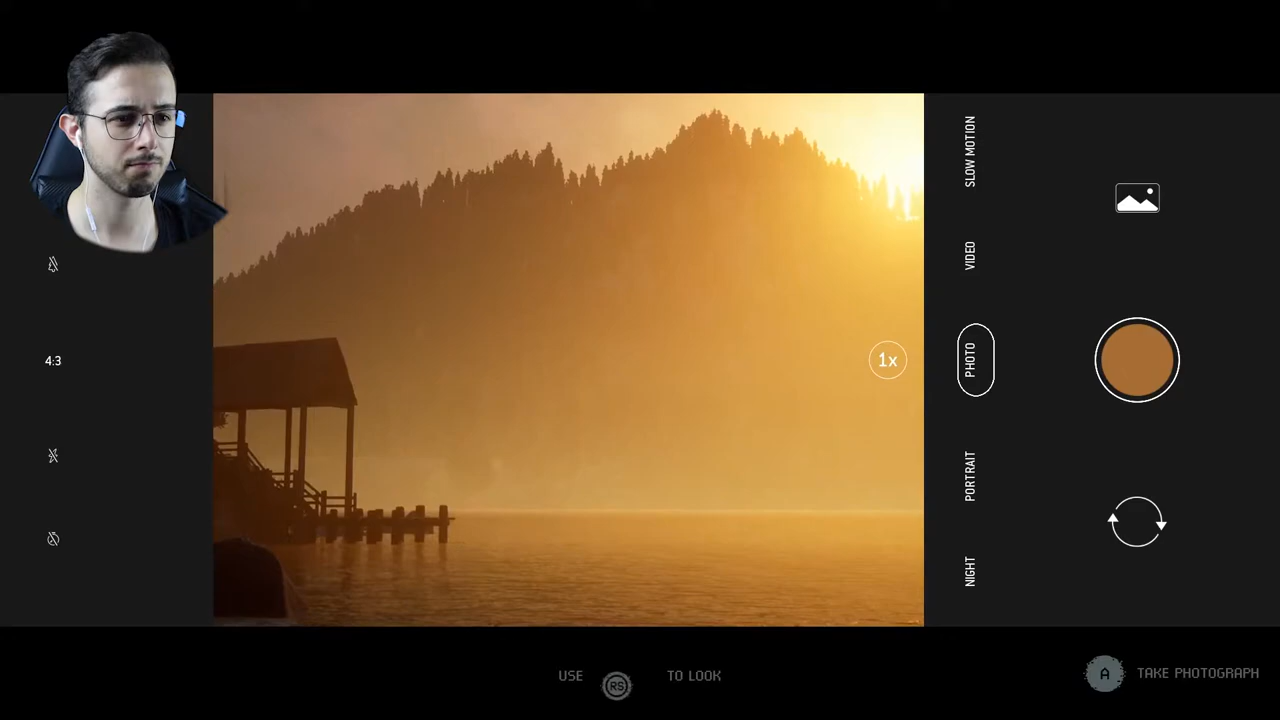 SLOW MOTION
VIDEO
4:3
1x
PHOTO
PORTRAIT
NIGHT
USE RS TO LOOK
A TAKE PHOTOGRAPH